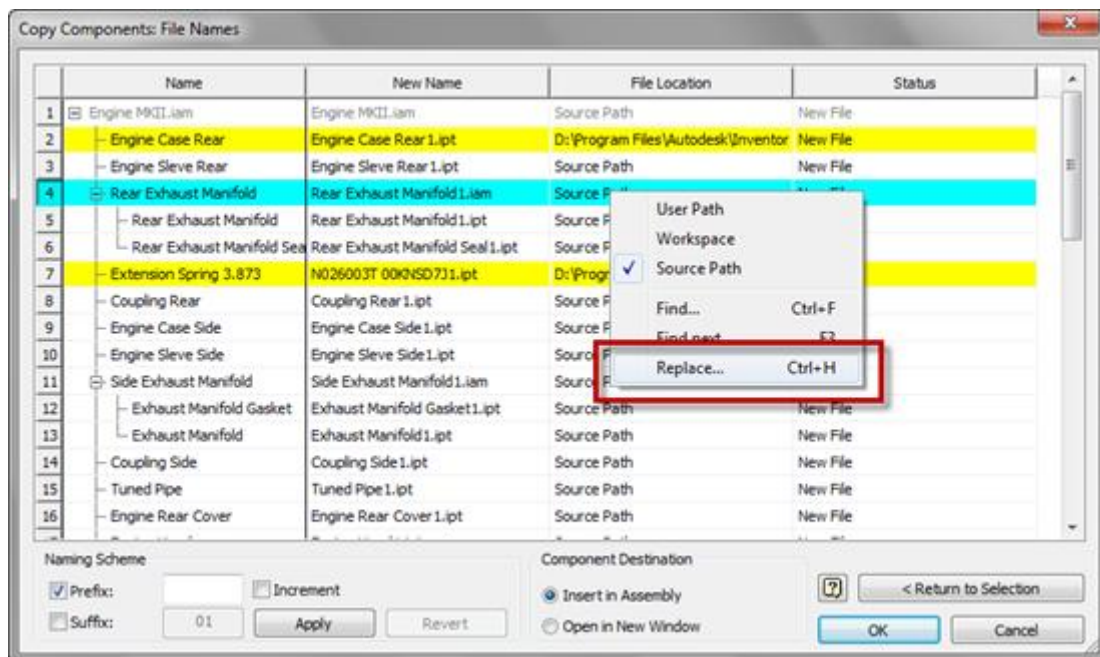 Copy Components: File Names
Name New Name File Location Status
1 Engine MKII.iam Engine MKII.iam Source Path New File
2 Engine Case Rear Engine Case Rear1.ipt D:\Program Files\Autodesk\Inventor New File
3 Engine Sleve Rear Engine Sleve Rear1.ipt Source Path New File
4 Rear Exhaust Manifold Rear Exhaust Manifold1.iam Source
5 Rear Exhaust Manifold Rear Exhaust Manifold1.ipt Source
6 Rear Exhaust Manifold Sea Rear Exhaust Manifold Seal1.ipt Source
7 Extension Spring 3.873 D:\Progr
8 Coupling Rear Coupling Rear1.ipt Source
9 Engine Case Side Engine Case Side1.ipt Source
10 Engine Sleve Side Engine Sleve Side1.ipt
11 Side Exhaust Manifold Side Exhaust Manifold1.iam
12 Exhaust Manifold Gasket Exhaust Manifold Gasket1.ipt Source Path New File
13 Exhaust Manifold Exhaust Manifold1.ipt Source Path New File
14 Coupling Side Coupling Side1.ipt Source Path New File
15 Tuned Pipe Tuned Pipe1.ipt Source Path New File
16 Engine Rear Cover Engine Rear Cover1.ipt Source Path New File
User Path
Workspace
Source Path
Find... Ctrl+F
Find next F3
Replace... Ctrl+H
Naming Scheme
Prefix: Increment
Suffix: 01 Apply Revert
Component Destination
Insert in Assembly
Open in New Window
< Return to Selection
OK Cancel